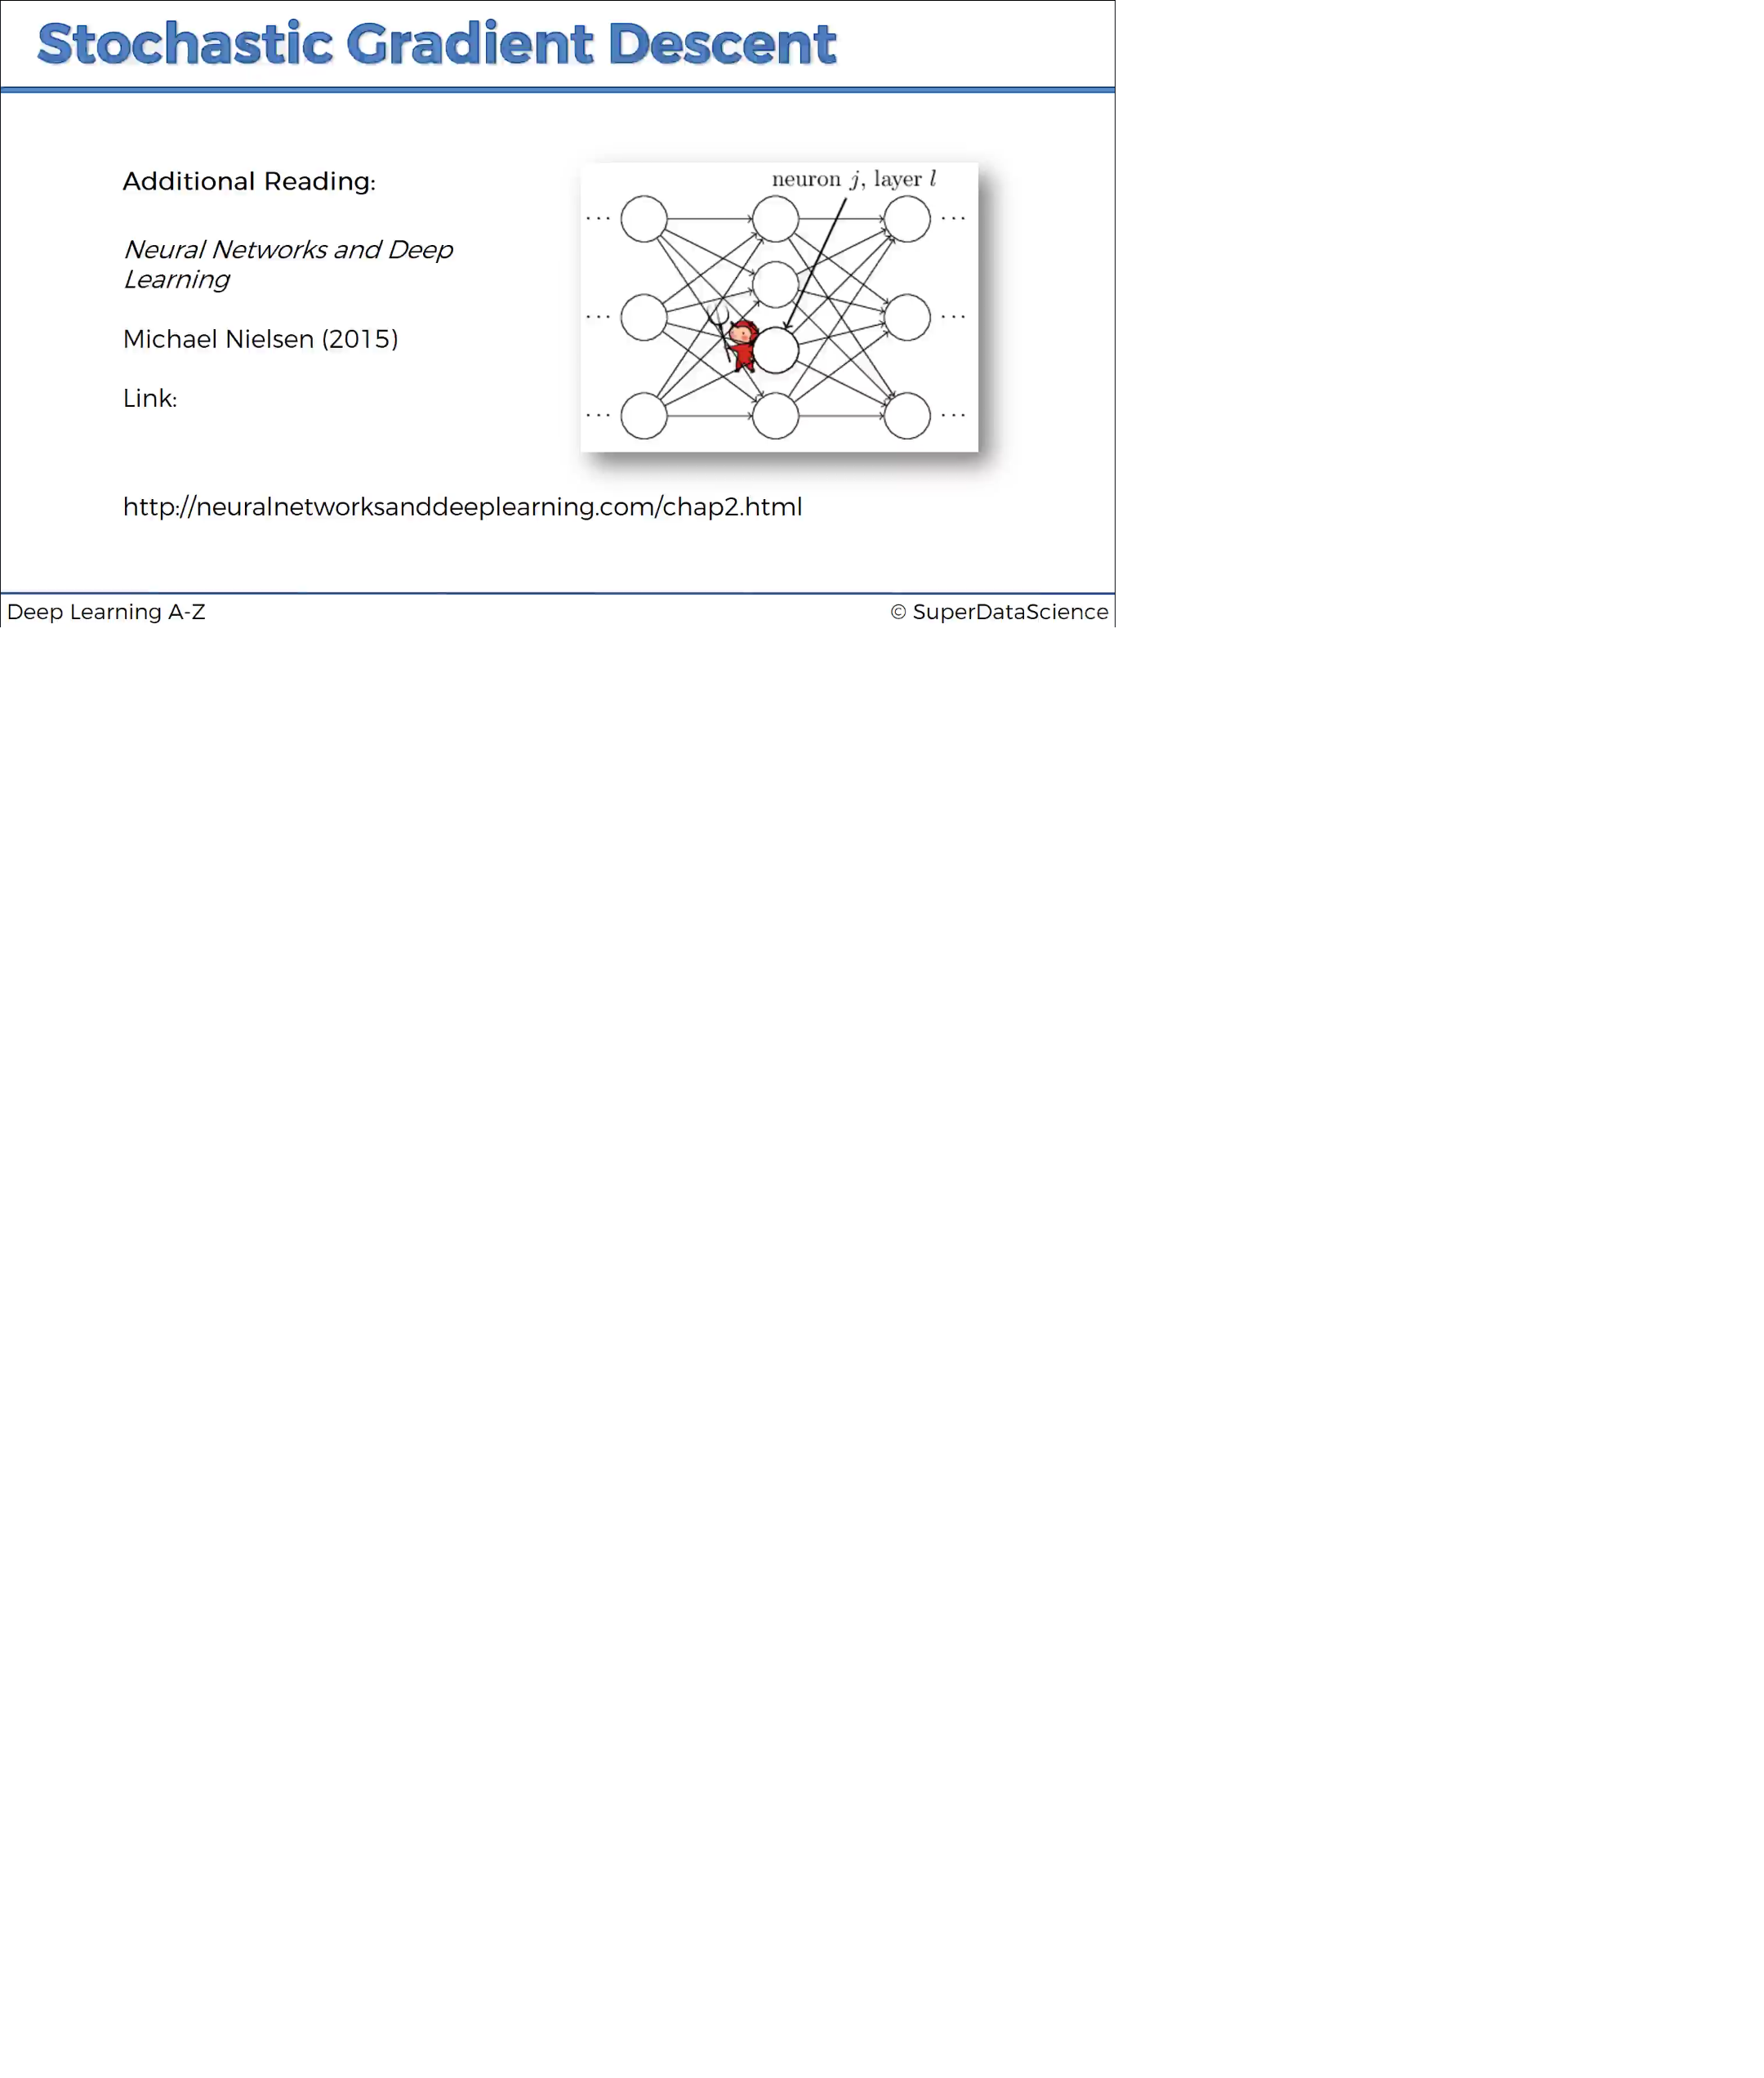 Stochastic Gradient Descent
Additional Reading:
Neural Networks and Deep
Learning
Michael Nielsen (2015)
Link:
neuron j, layer l
... ...
... ...
... ...
http://neuralnetworksanddeeplearning.com/chap2.html
Deep Learning A-Z
© SuperDataScience